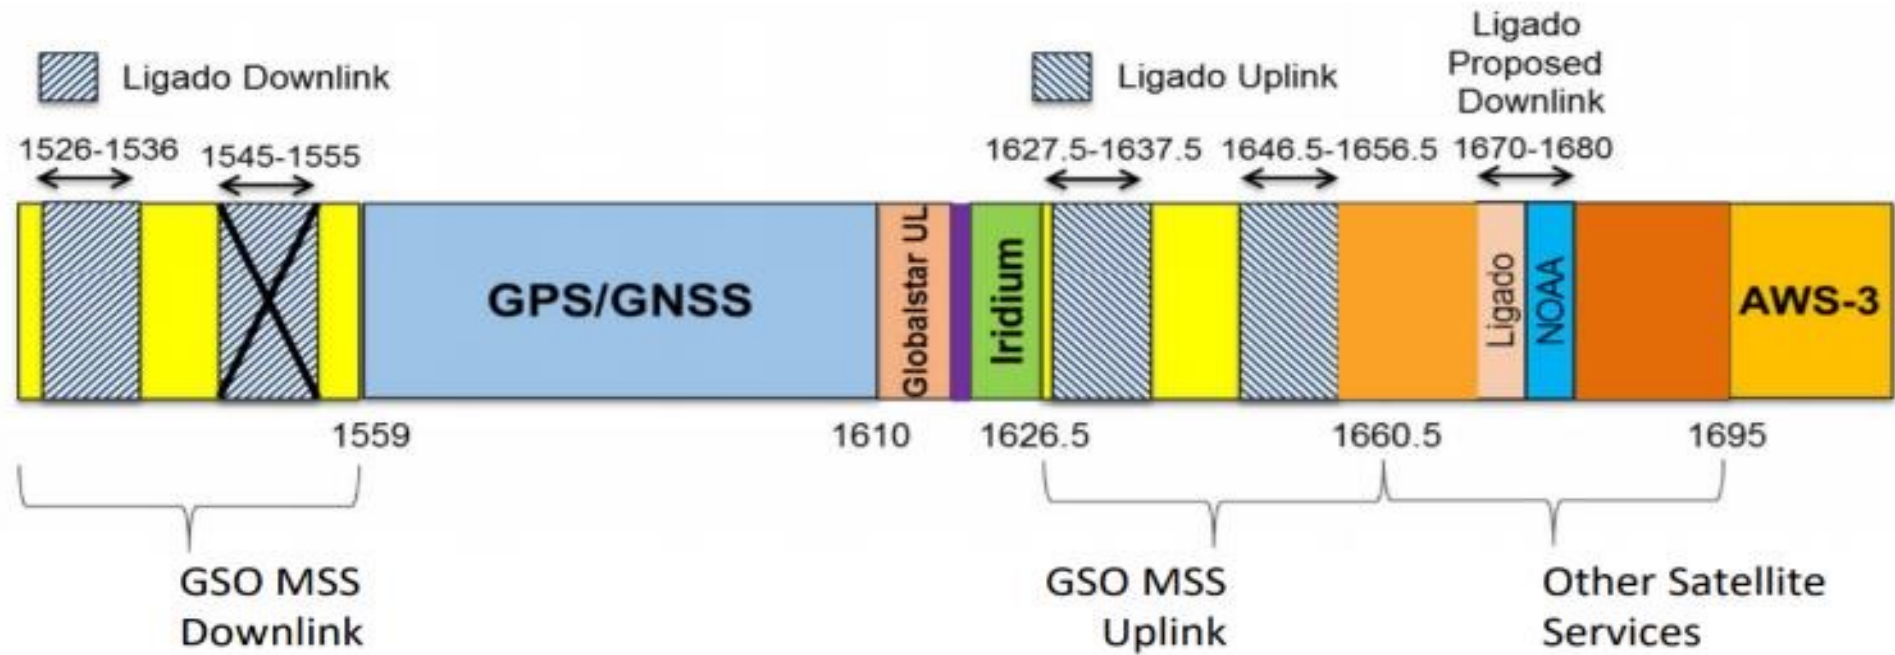 Ligado Downlink
Ligado Uplink
Ligado
Proposed
Downlink
1526-1536
1545-1555
1627.5-1637.5
1646.5-1656.5
1670-1680
GPS/GNSS
Globalstar UL
Iridium
Ligado
NOAA
AWS-3
1559
1610
1626.5
1660.5
1695
GSO MSS
Downlink
GSO MSS
Uplink
Other Satellite
Services